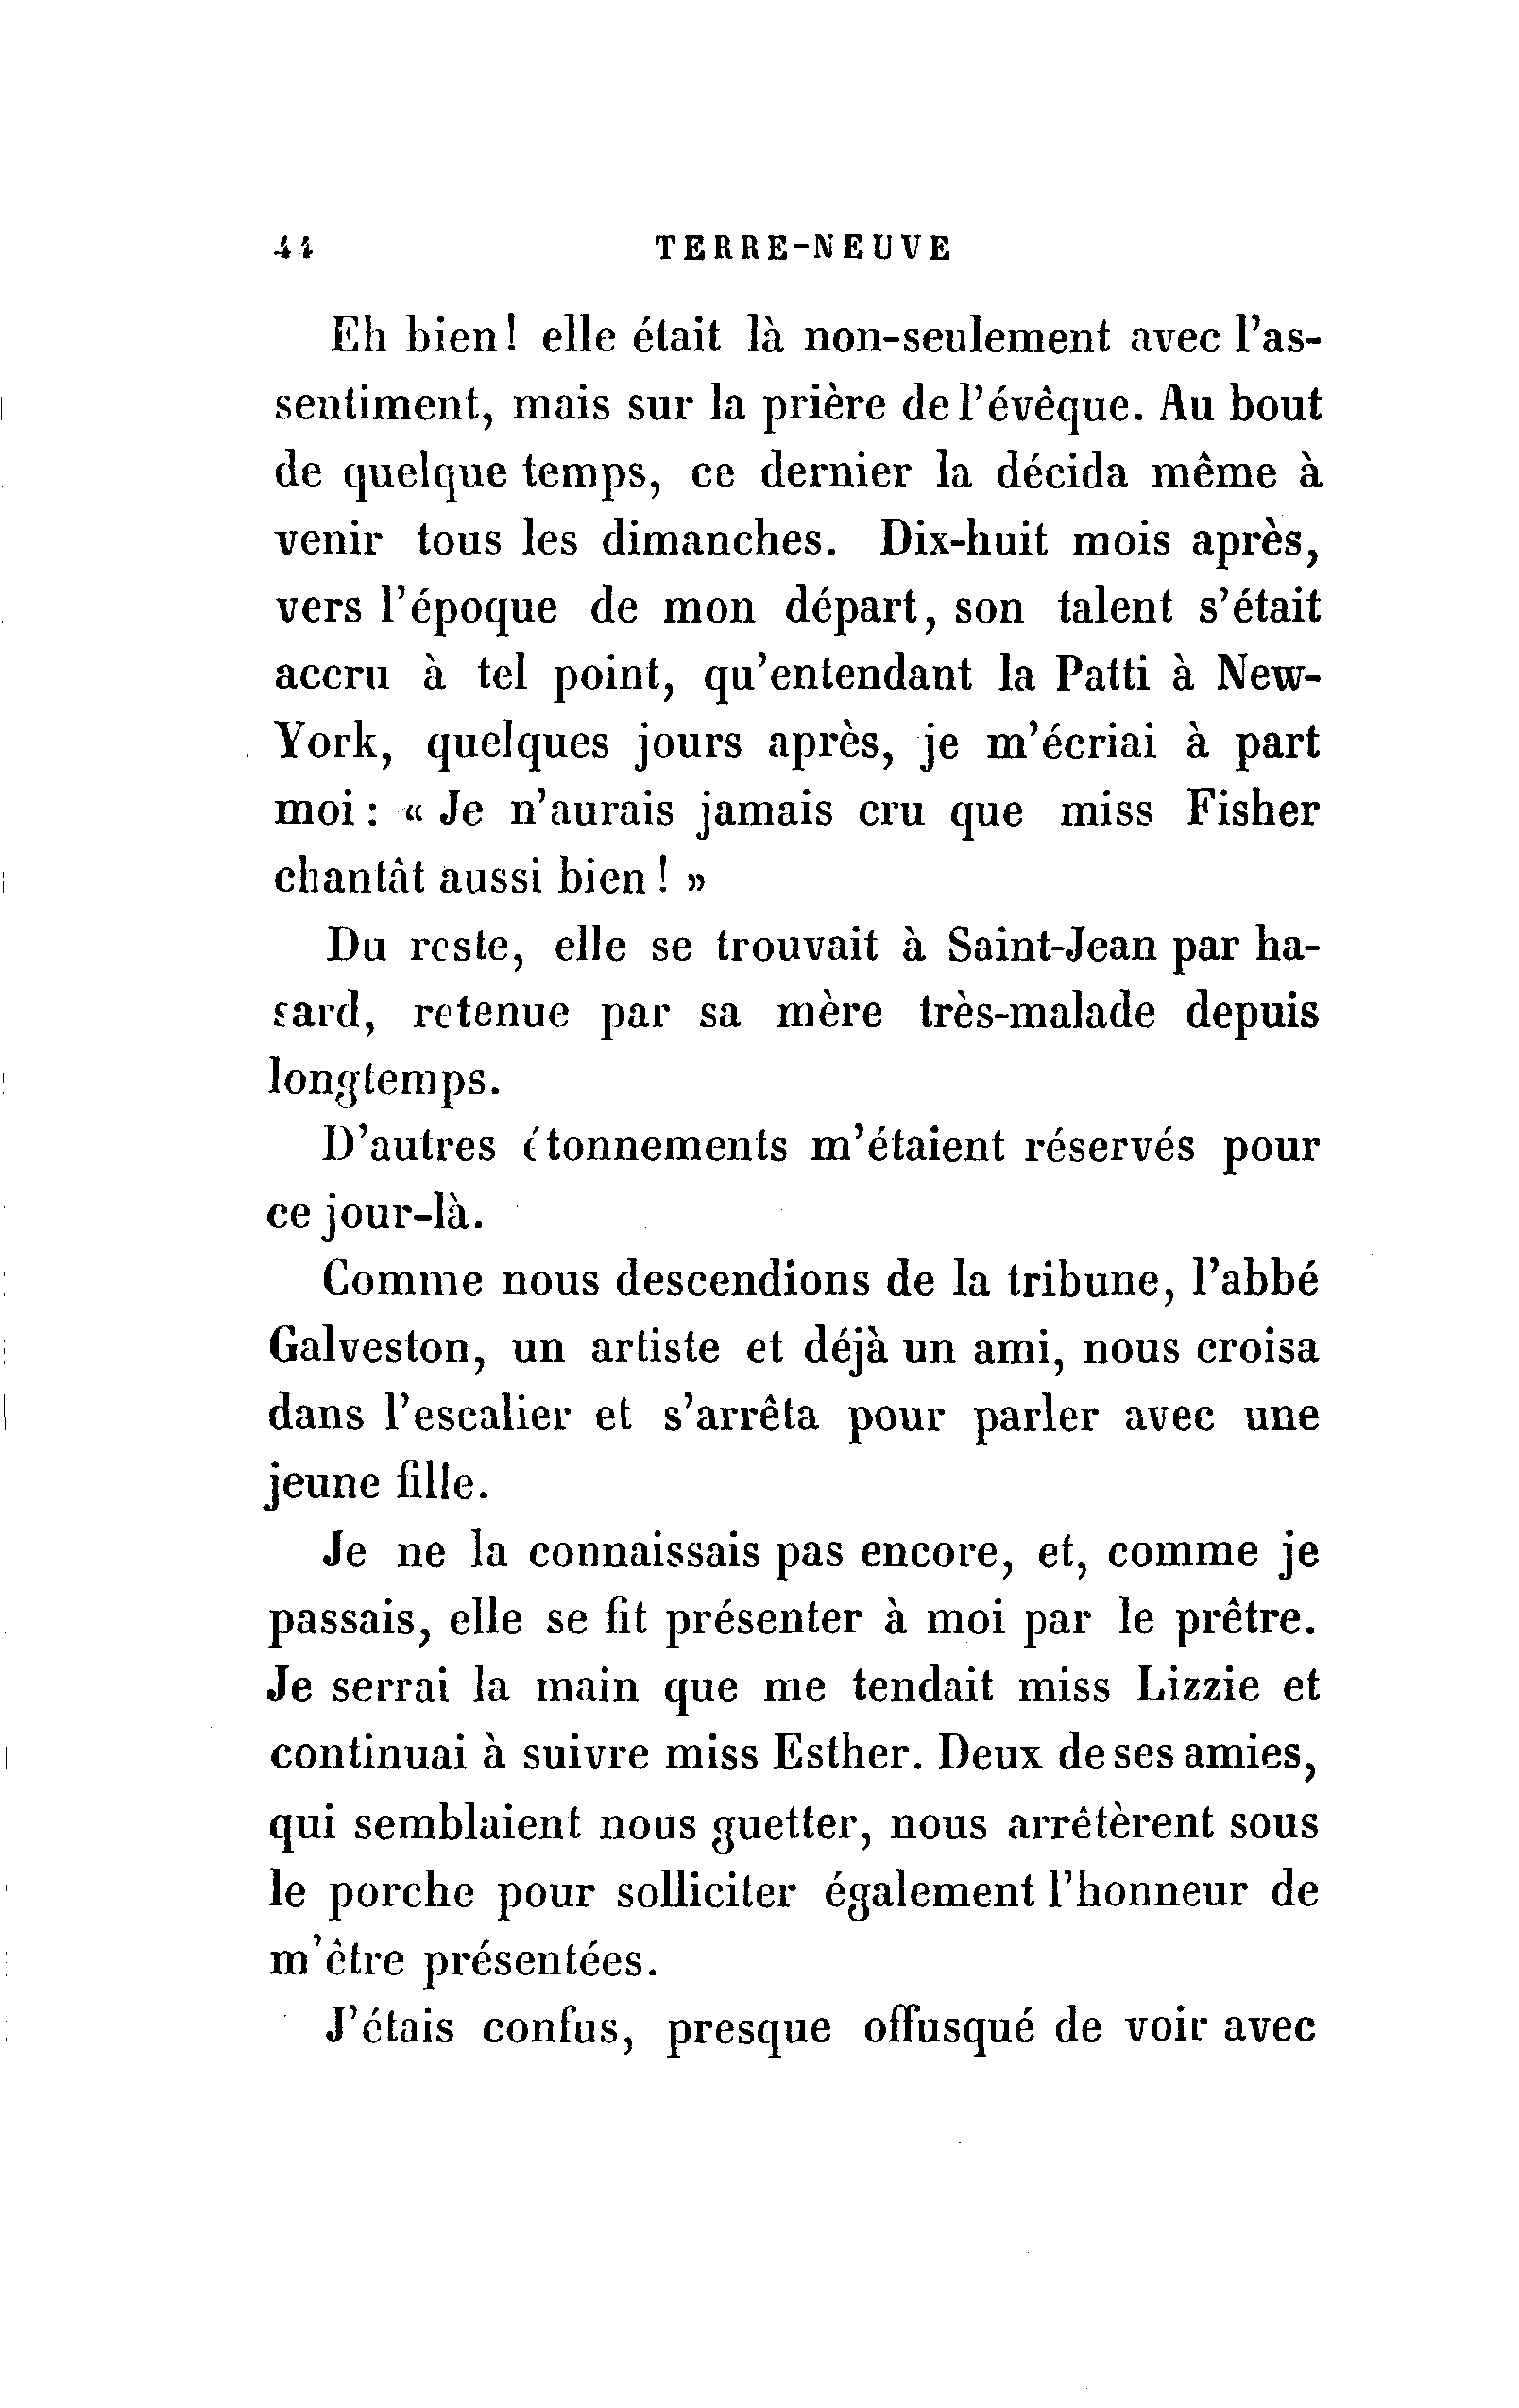 44 TERRE-NEUVE
Eh bien! elle était là non-seulement avec l'as-
sentiment, mais sur la prière de l'évêque. Au bout
de quelque temps, ce dernier la décida même à
venir tous les dimanches. Dix-huit mois après,
vers l'époque de mon départ, son talent s'était
accru à tel point, qu'entendant la Patti à New-
York, quelques jours après, je m'écriai à part
moi : « Je n'aurais jamais cru que miss Fisher
chantât aussi bien ! »
Du reste, elle se trouvait à Saint-Jean par ha-
sard, retenue par sa mère très-malade depuis
longtemps.
D'autres étonnements m'étaient réservés pour
ce jour-là.
Comme nous descendions de la tribune, l'abbé
Galveston, un artiste et déjà un ami, nous croisa
dans l'escalier et s'arrêta pour parler avec une
jeune fille.
Je ne la connaissais pas encore, et, comme je
passais, elle se fit présenter à moi par le prêtre.
Je serrai la main que me tendait miss Lizzie et
continuai à suivre miss Esther. Deux de ses amies,
qui semblaient nous guetter, nous arrêtèrent sous
le porche pour solliciter également l'honneur de
m'être présentées.
J'étais confus, presque offusqué de voir avec